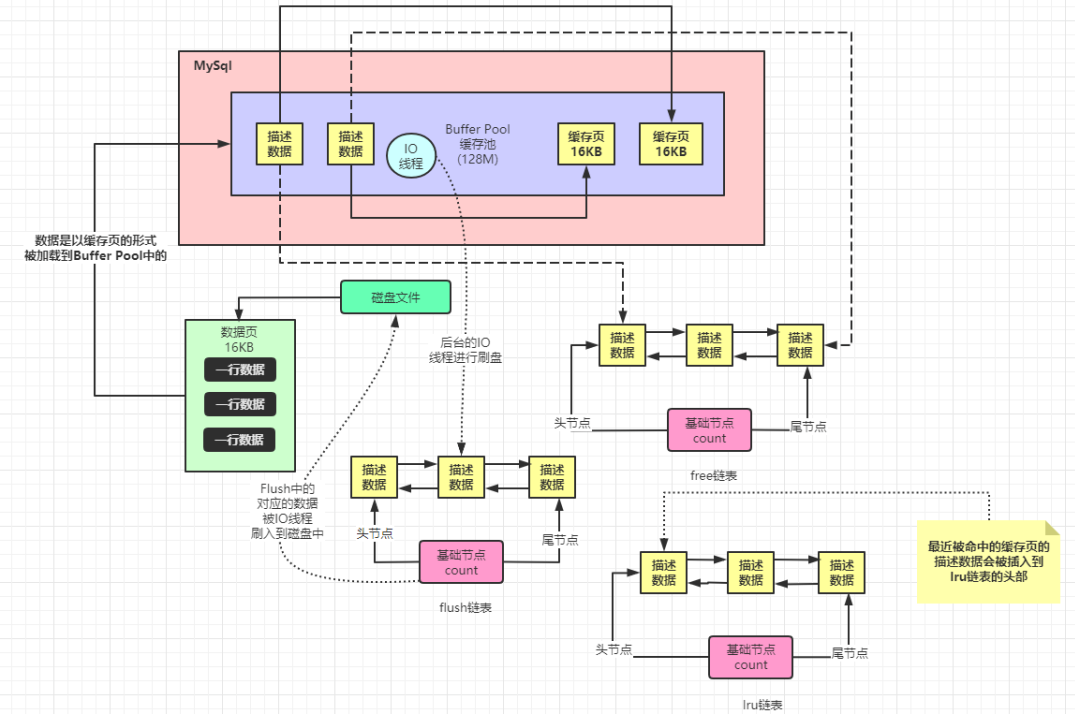 MySql
描述
数据
描述
数据
IO
线程
Buffer Pool
缓存池
(128M)
缓存页
16KB
缓存页
16KB
数据是以缓存页的形式
被加载到Buffer Pool中的
磁盘文件
数据页
16KB
一行数据
一行数据
一行数据
后台的IO
线程进行刷盘
描述
数据
描述
数据
描述
数据
头节点
基础节点
count
尾节点
free链表
描述
数据
描述
数据
描述
数据
Flush中的
对应的数据
被IO线程
刷入到磁盘中
头节点
尾节点
基础节点
count
flush链表
最近被命中的缓存页的
描述数据会被插入到
lru链表的头部
描述
数据
描述
数据
描述
数据
头节点
基础节点
count
尾节点
lru链表